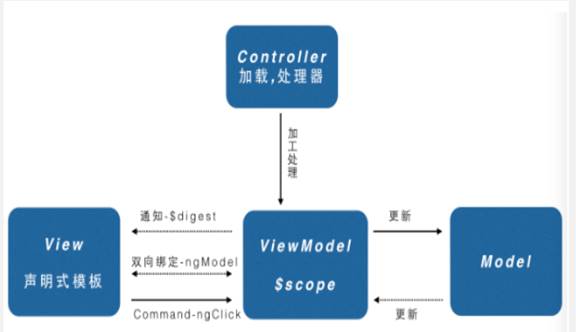 Controller
加载,处理器
加工处理
通知-$digest
更新
View
声明式模板
双向绑定-ngModel
ViewModel
$scope
Model
Command-ngClick
更新